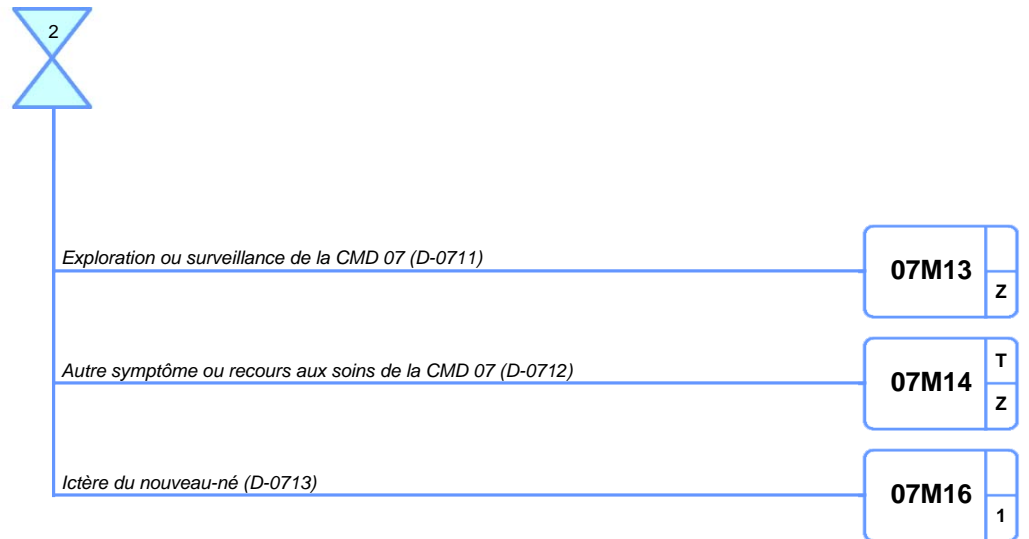 2
Exploration ou surveillance de la CMD 07 (D-0711)
07M13
Z
Autre symptôme ou recours aux soins de la CMD 07 (D-0712)
07M14
T
Z
Ictère du nouveau-né (D-0713)
07M16
1